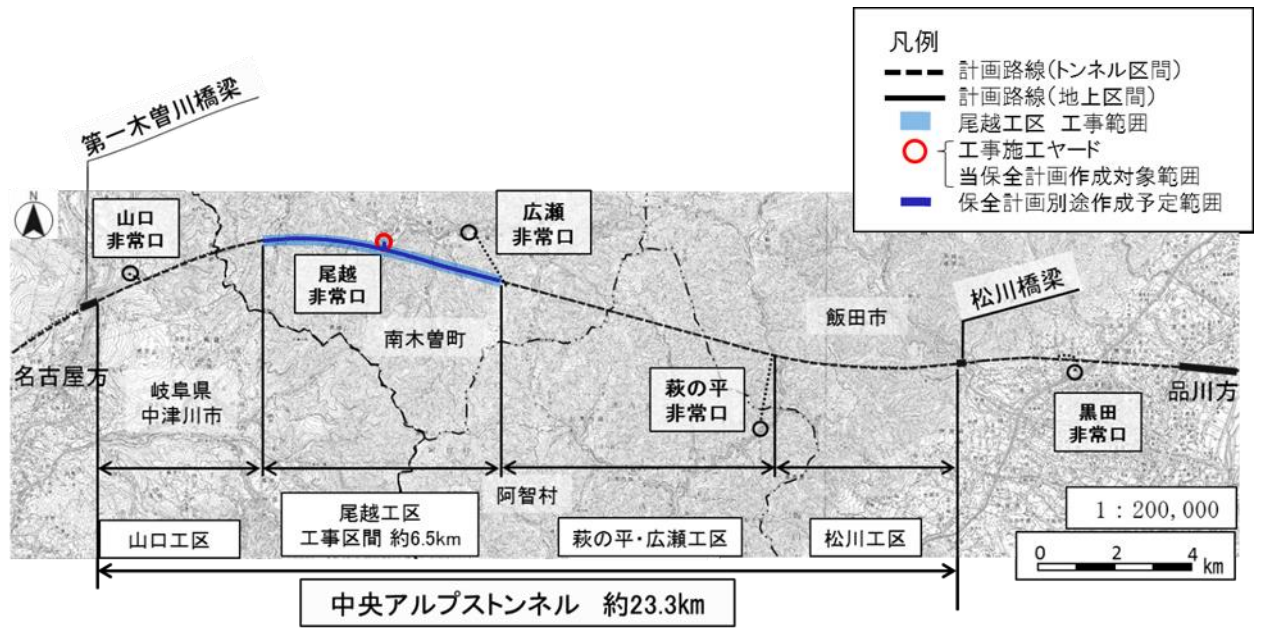 凡例
計画路線(トンネル区間)
計画路線(地上区間)
尾越工区 工事範囲
工事施工ヤード
当保全計画作成対象範囲
保全計画別途作成予定範囲
第一木曽川橋梁
N
山口
非常口
広瀬
非常口
尾越
非常口
南木曽町
飯田市
松川橋梁
名古屋方
岐阜県
中津川市
萩の平
非常口
黒田
非常口
品川方
阿智村
山口工区
尾越工区
工事区間 約6.5km
萩の平・広瀬工区
松川工区
1：200,000
0 2 4
km
中央アルプストンネル 約23.3km